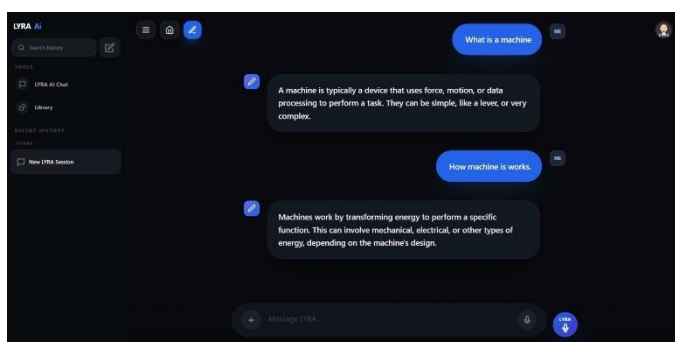 LYRA Ai
Search history
TOOLS
LYRA AI Chat
Library
RECENT HISTORY
TODAY
New LYRA Session
What is a machine
ME
A machine is typically a device that uses force, motion, or data
processing to perform a task. They can be simple, like a lever, or very
complex.
How machine is works.
ME
Machines work by transforming energy to perform a specific
function. This can involve mechanical, electrical, or other types of
energy, depending on the machine's design.
Message LYRA
LYRA